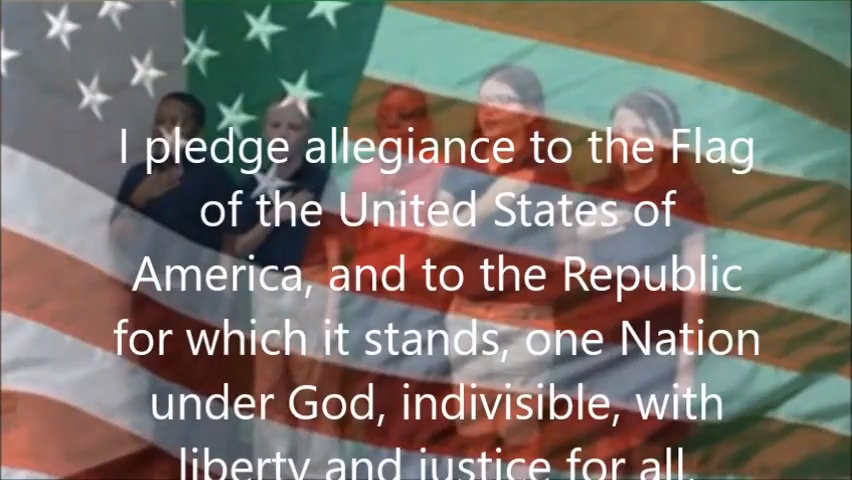 I pledge allegiance to the Flag
of the United States of
America, and to the Republic
for which it stands, one Nation
under God, indivisible, with
liberty and justice for all.